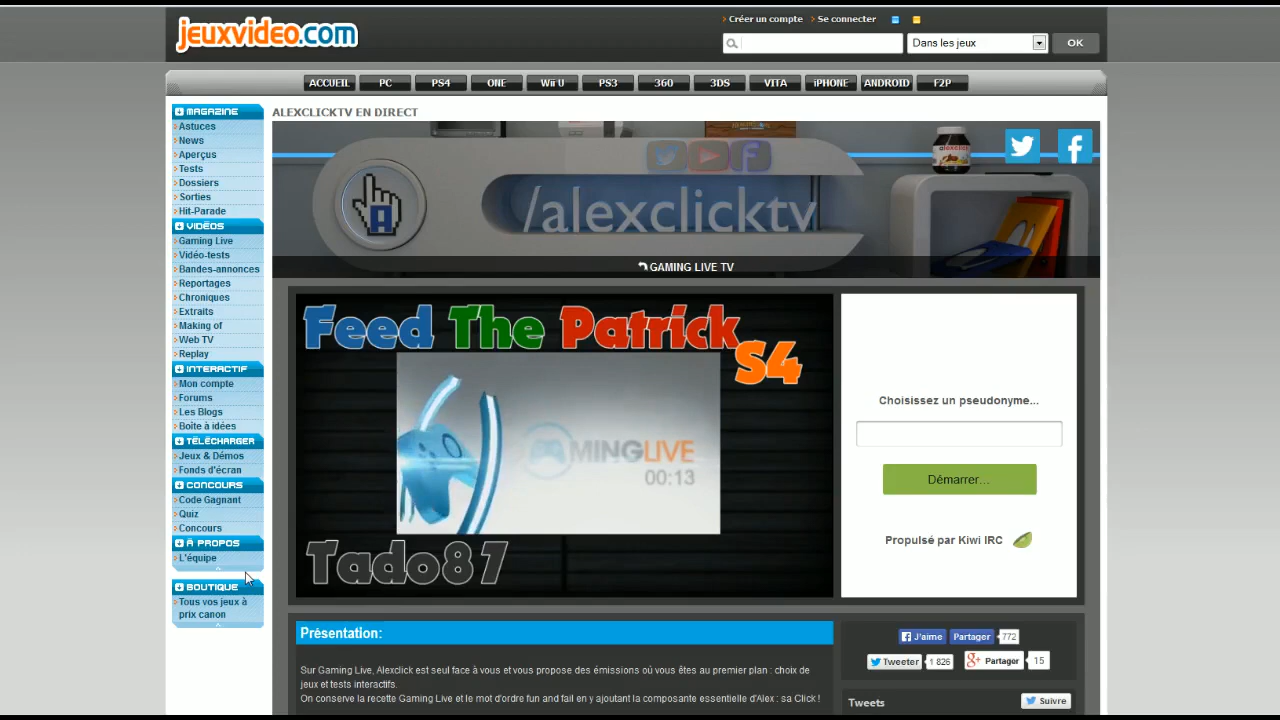 jeuxvideo.com
Créer un compte
Se connecter
Dans les jeux
OK
ACCUEIL
PC
PS4
ONE
Wii U
PS3
360
3DS
VITA
iPHONE
ANDROID
F2P
MAGAZINE
Astuces
News
Aperçus
Tests
Dossiers
Sorties
Hit-Parade
VIDÉOS
Gaming Live
Vidéo-tests
Bandes-annonces
Reportages
Chroniques
Extraits
Making of
Web TV
Replay
INTERACTIF
Mon compte
Forums
Les Blogs
Boîte à idées
TÉLÉCHARGER
Jeux & Démos
Fonds d'écran
CONCOURS
Code Gagnant
Quiz
Concours
À PROPOS
L'équipe
BOUTIQUE
Tous vos jeux à
prix canon
ALEXCLICKTV EN DIRECT
/alexclicktv
GAMING LIVE TV
Feed The Patrick
S4
MINGLIVE
00:13
Tado87
Choisissez un pseudonyme...
Démarrer...
Propulsé par Kiwi IRC
Présentation:
Sur Gaming Live, Alexclick est seul face à vous et vous propose des émissions où vous êtes au premier plan : choix de
jeux et tests interactifs.
On conserve la recette Gaming Live et le mot d'ordre fun and fail en y ajoutant la composante essentielle d'Alex : sa Click !
J'aime
Partager
772
Tweeter
1 826
Partager
15
Tweets
Suivre